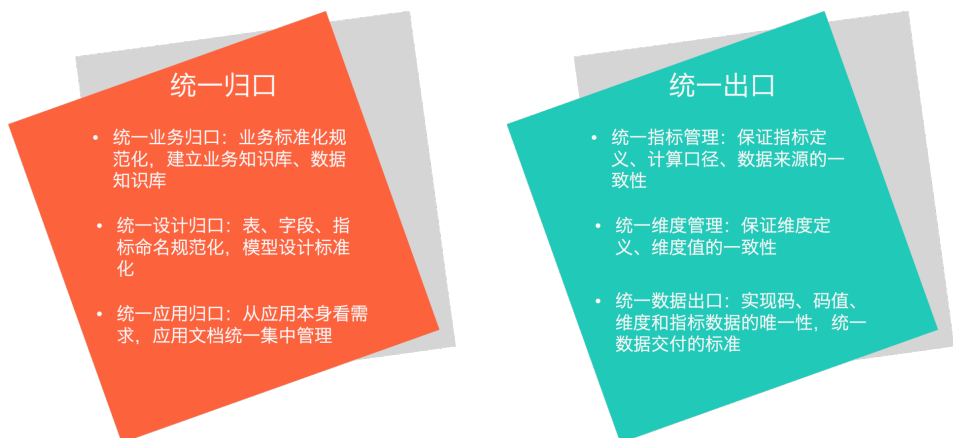 统一归口
• 统一业务归口：业务标准化规
范化，建立业务知识库、数据
知识库
• 统一设计归口：表、字段、指
标命名规范化，模型设计标准
化
• 统一应用归口：从应用本身看需
求，应用文档统一集中管理
统一出口
• 统一指标管理：保证指标定
义、计算口径、数据来源的一
致性
• 统一维度管理：保证维度定
义、维度值的一致性
• 统一数据出口：实现码、码值、
维度和指标数据的唯一性，统一
数据交付的标准